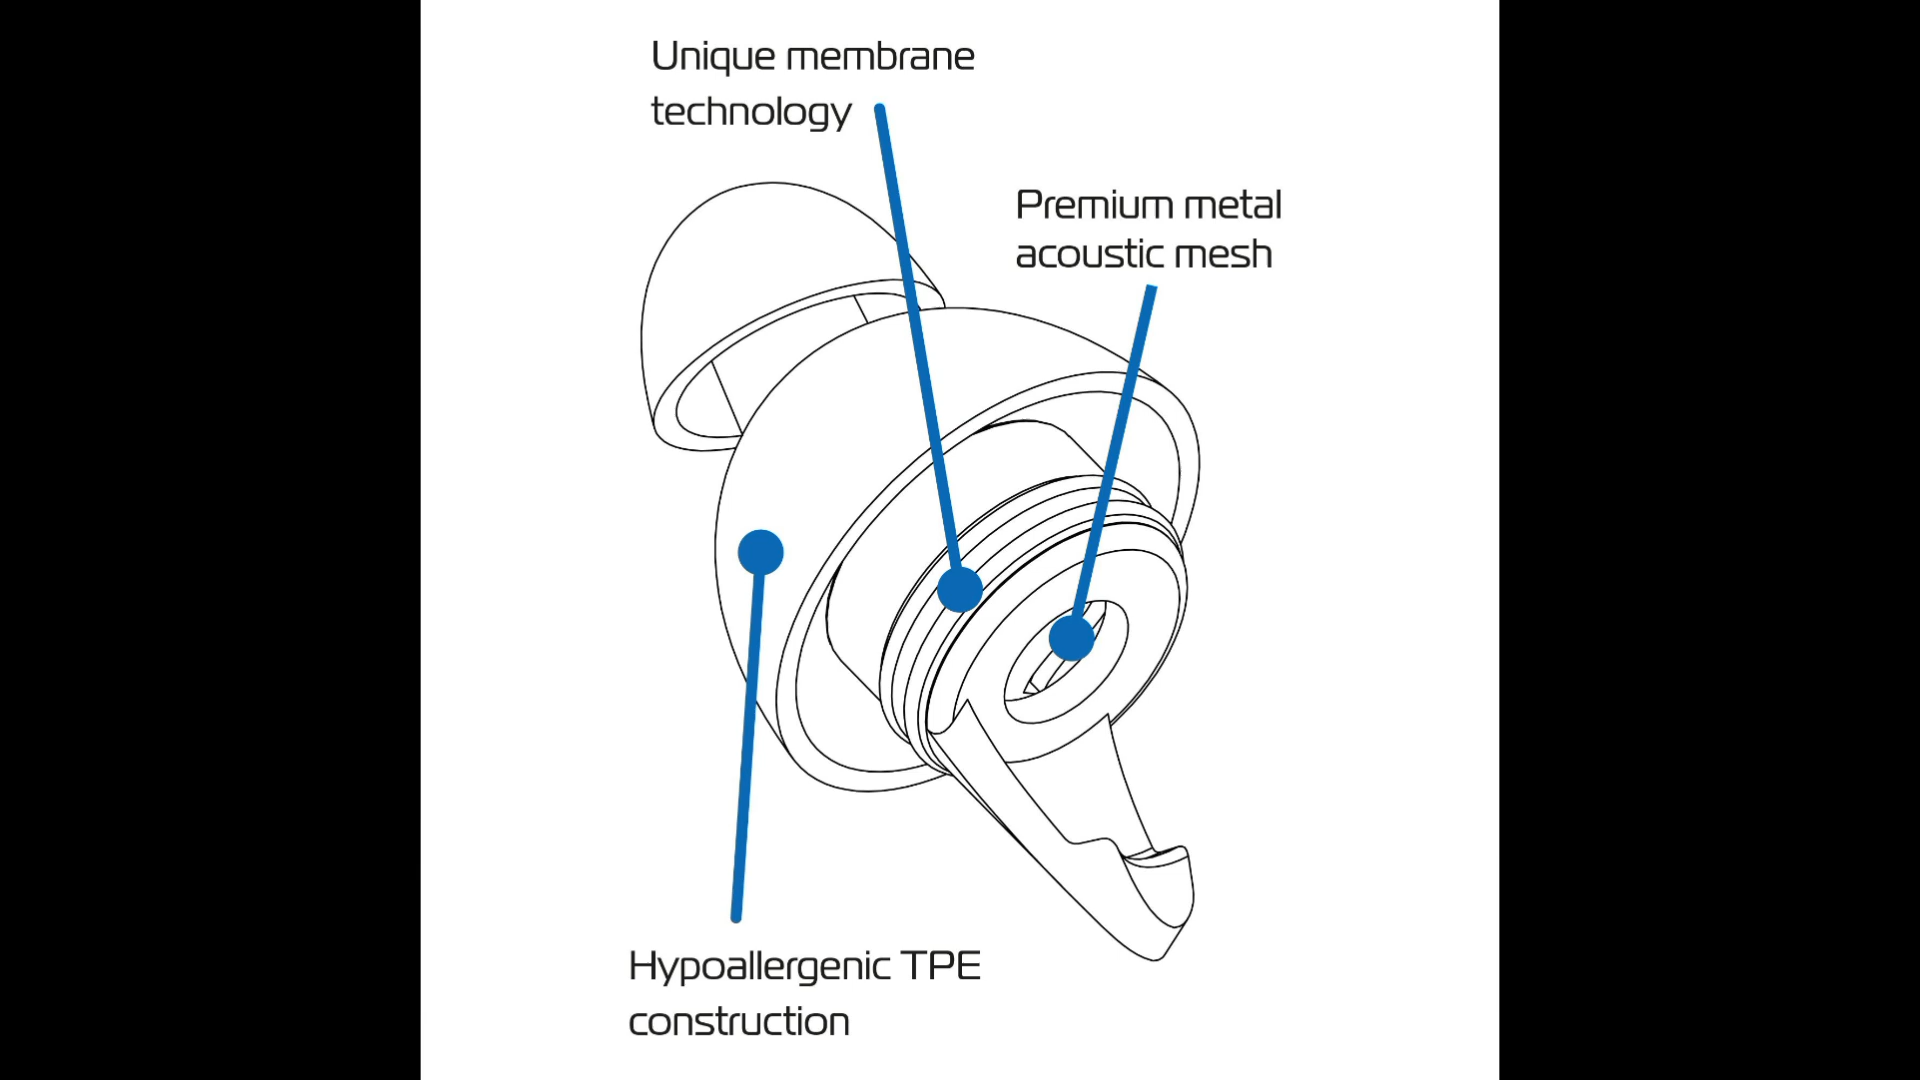 Unique membrane
technology
Premium metal
acoustic mesh
Hypoallergenic TPE
construction